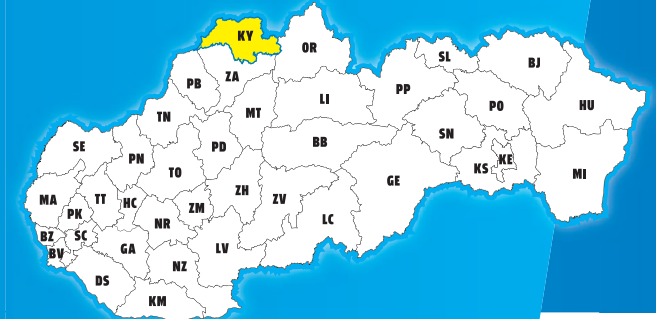 KY
OR
SL
BJ
PB
ZA
PP
LI
MT
PO
HU
TN
SN
BB
SE
PD
PN
KE
KS
TO
MI
GE
ZH
MA
TT
HC
ZV
ZM
PK
LC
NR
BZ
SC
GA
LV
BV
NZ
DS
KM